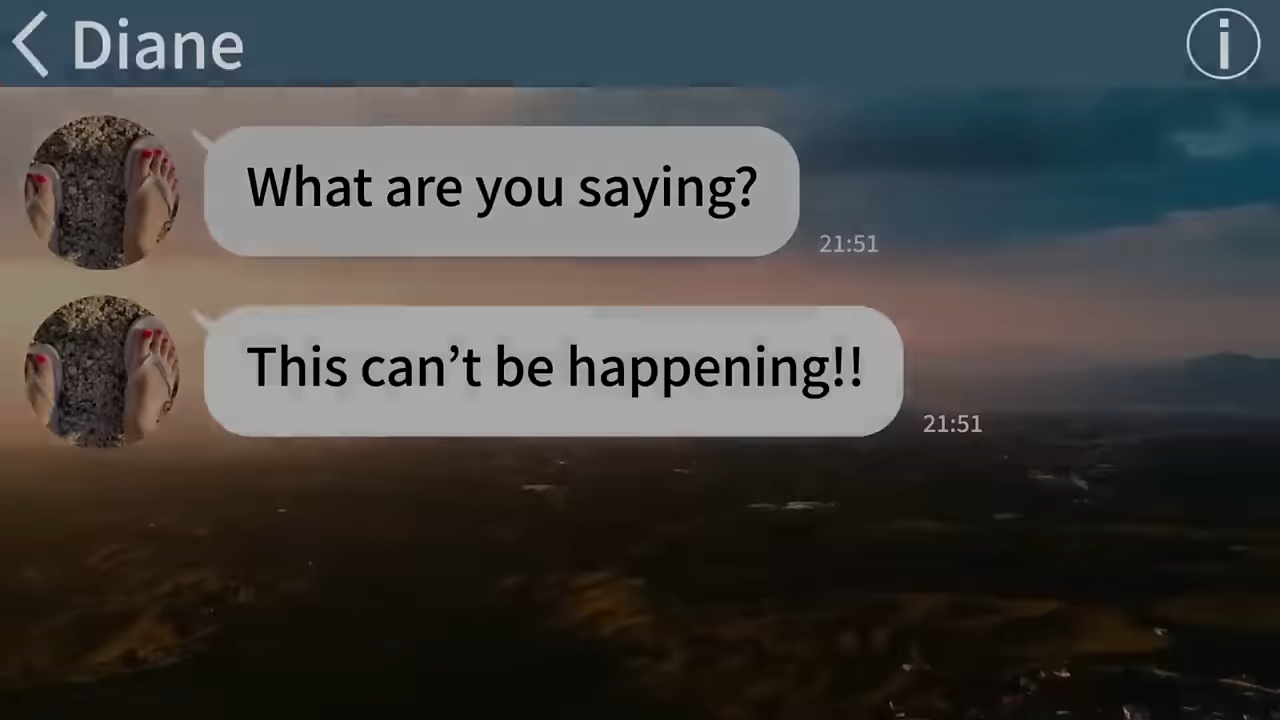 Diane
What are you saying?
21:51
This can’t be happening!!
21:51